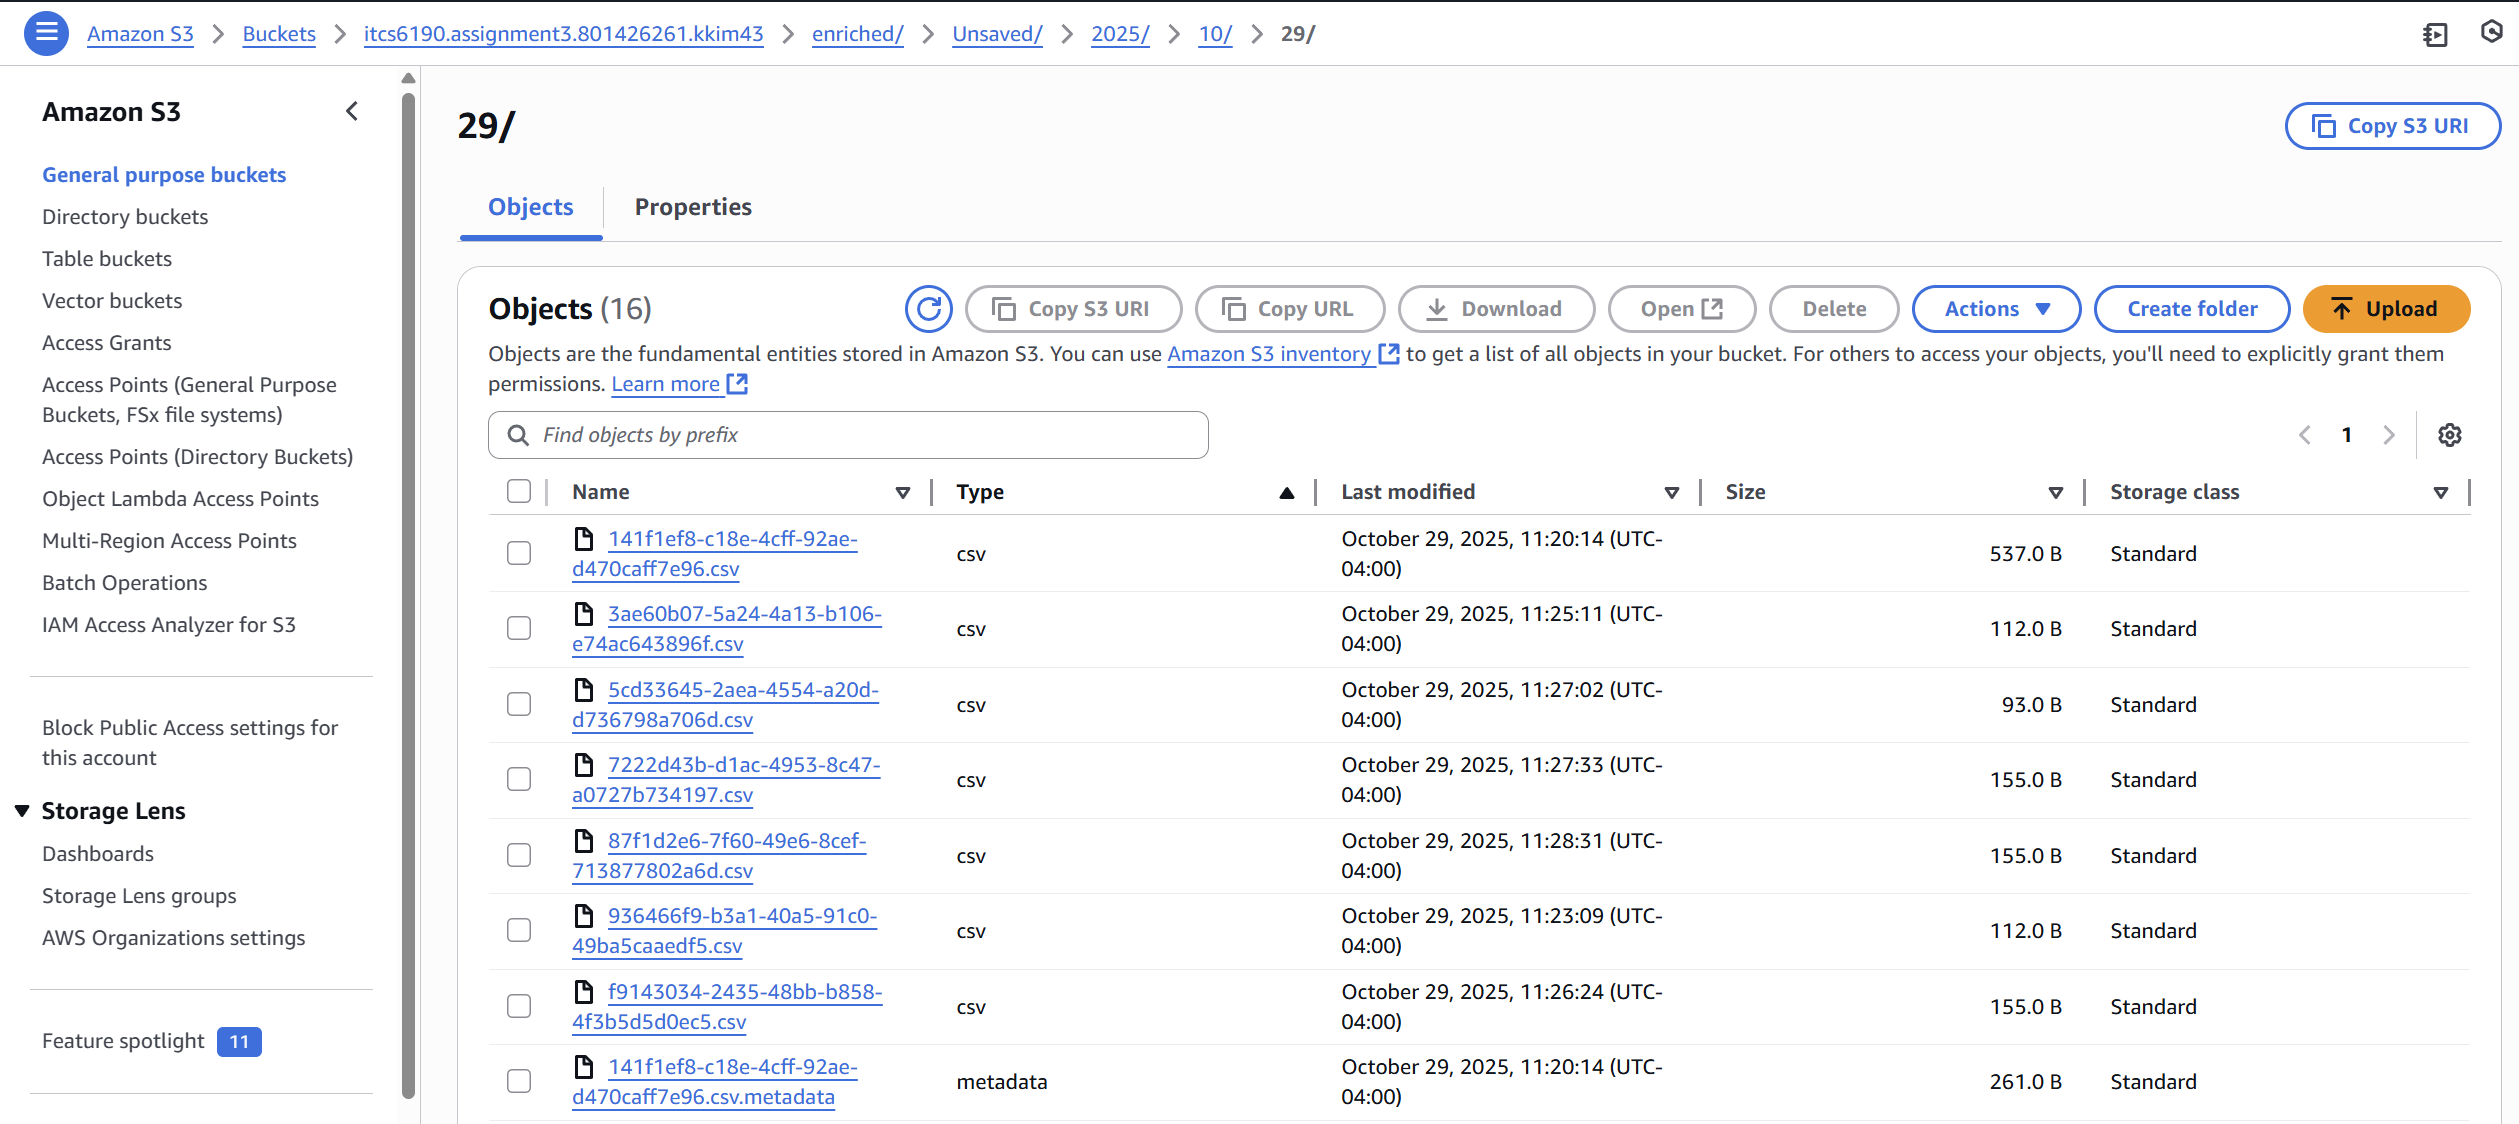 Amazon S3 > Buckets > itcs6190.assignment3.801426261.kkim43 > enriched/ > Unsaved/ > 2025/ > 10/ > 29/
Amazon S3
General purpose buckets
Directory buckets
Table buckets
Vector buckets
Access Grants
Access Points (General Purpose
Buckets, FSx file systems)
Access Points (Directory Buckets)
Object Lambda Access Points
Multi-Region Access Points
Batch Operations
IAM Access Analyzer for S3
Block Public Access settings for
this account
Storage Lens
Dashboards
Storage Lens groups
AWS Organizations settings
Feature spotlight 11
29/
Copy S3 URI
Objects Properties
Objects (16) Copy S3 URI Copy URL Download Open Delete Actions Create folder Upload
Objects are the fundamental entities stored in Amazon S3. You can use Amazon S3 inventory to get a list of all objects in your bucket. For others to access your objects, you'll need to explicitly grant them
permissions. Learn more
Find objects by prefix
1
Name Type Last modified Size Storage class
141f1ef8-c18e-4cff-92ae- csv October 29, 2025, 11:20:14 (UTC- 537.0 B Standard
d470caff7e96.csv 04:00)
3ae60b07-5a24-4a13-b106- csv October 29, 2025, 11:25:11 (UTC- 112.0 B Standard
e74ac643896f.csv 04:00)
5cd33645-2aea-4554-a20d- csv October 29, 2025, 11:27:02 (UTC- 93.0 B Standard
d736798a706d.csv 04:00)
7222d43b-d1ac-4953-8c47- csv October 29, 2025, 11:27:33 (UTC- 155.0 B Standard
a0727b734197.csv 04:00)
87f1d2e6-7f60-49e6-8cef- csv October 29, 2025, 11:28:31 (UTC- 155.0 B Standard
713877802a6d.csv 04:00)
936466f9-b3a1-40a5-91c0- csv October 29, 2025, 11:23:09 (UTC- 112.0 B Standard
49ba5caaedf5.csv 04:00)
f9143034-2435-48bb-b858- csv October 29, 2025, 11:26:24 (UTC- 155.0 B Standard
4f3b5d5d0ec5.csv 04:00)
141f1ef8-c18e-4cff-92ae- metadata October 29, 2025, 11:20:14 (UTC- 261.0 B Standard
d470caff7e96.csv.metadata 04:00)